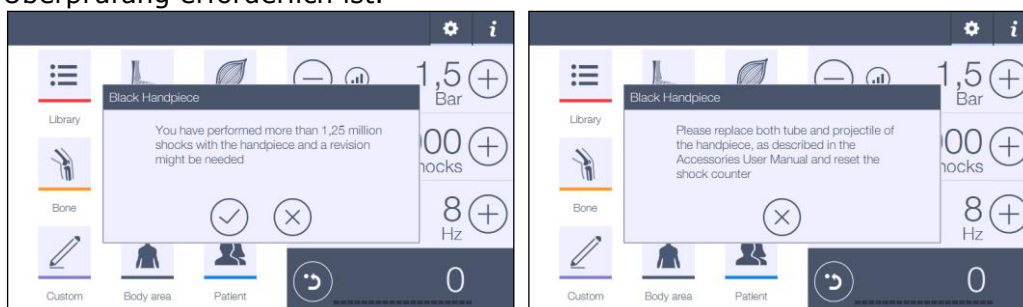 Überprüfung erforderlich ist.
i
Library
Bone
Custom
Body area
Patient
1,5
Bar
00
hocks
8
Hz
0
Black Handpiece
You have performed more than 1,25 million
shocks with the handpiece and a revision
might be needed
i
Library
Bone
Custom
Body area
Patient
1,5
Bar
00
hocks
8
Hz
0
Black Handpiece
Please replace both tube and projectile of
the handpiece, as described in the
Accessories User Manual and reset the
shock counter